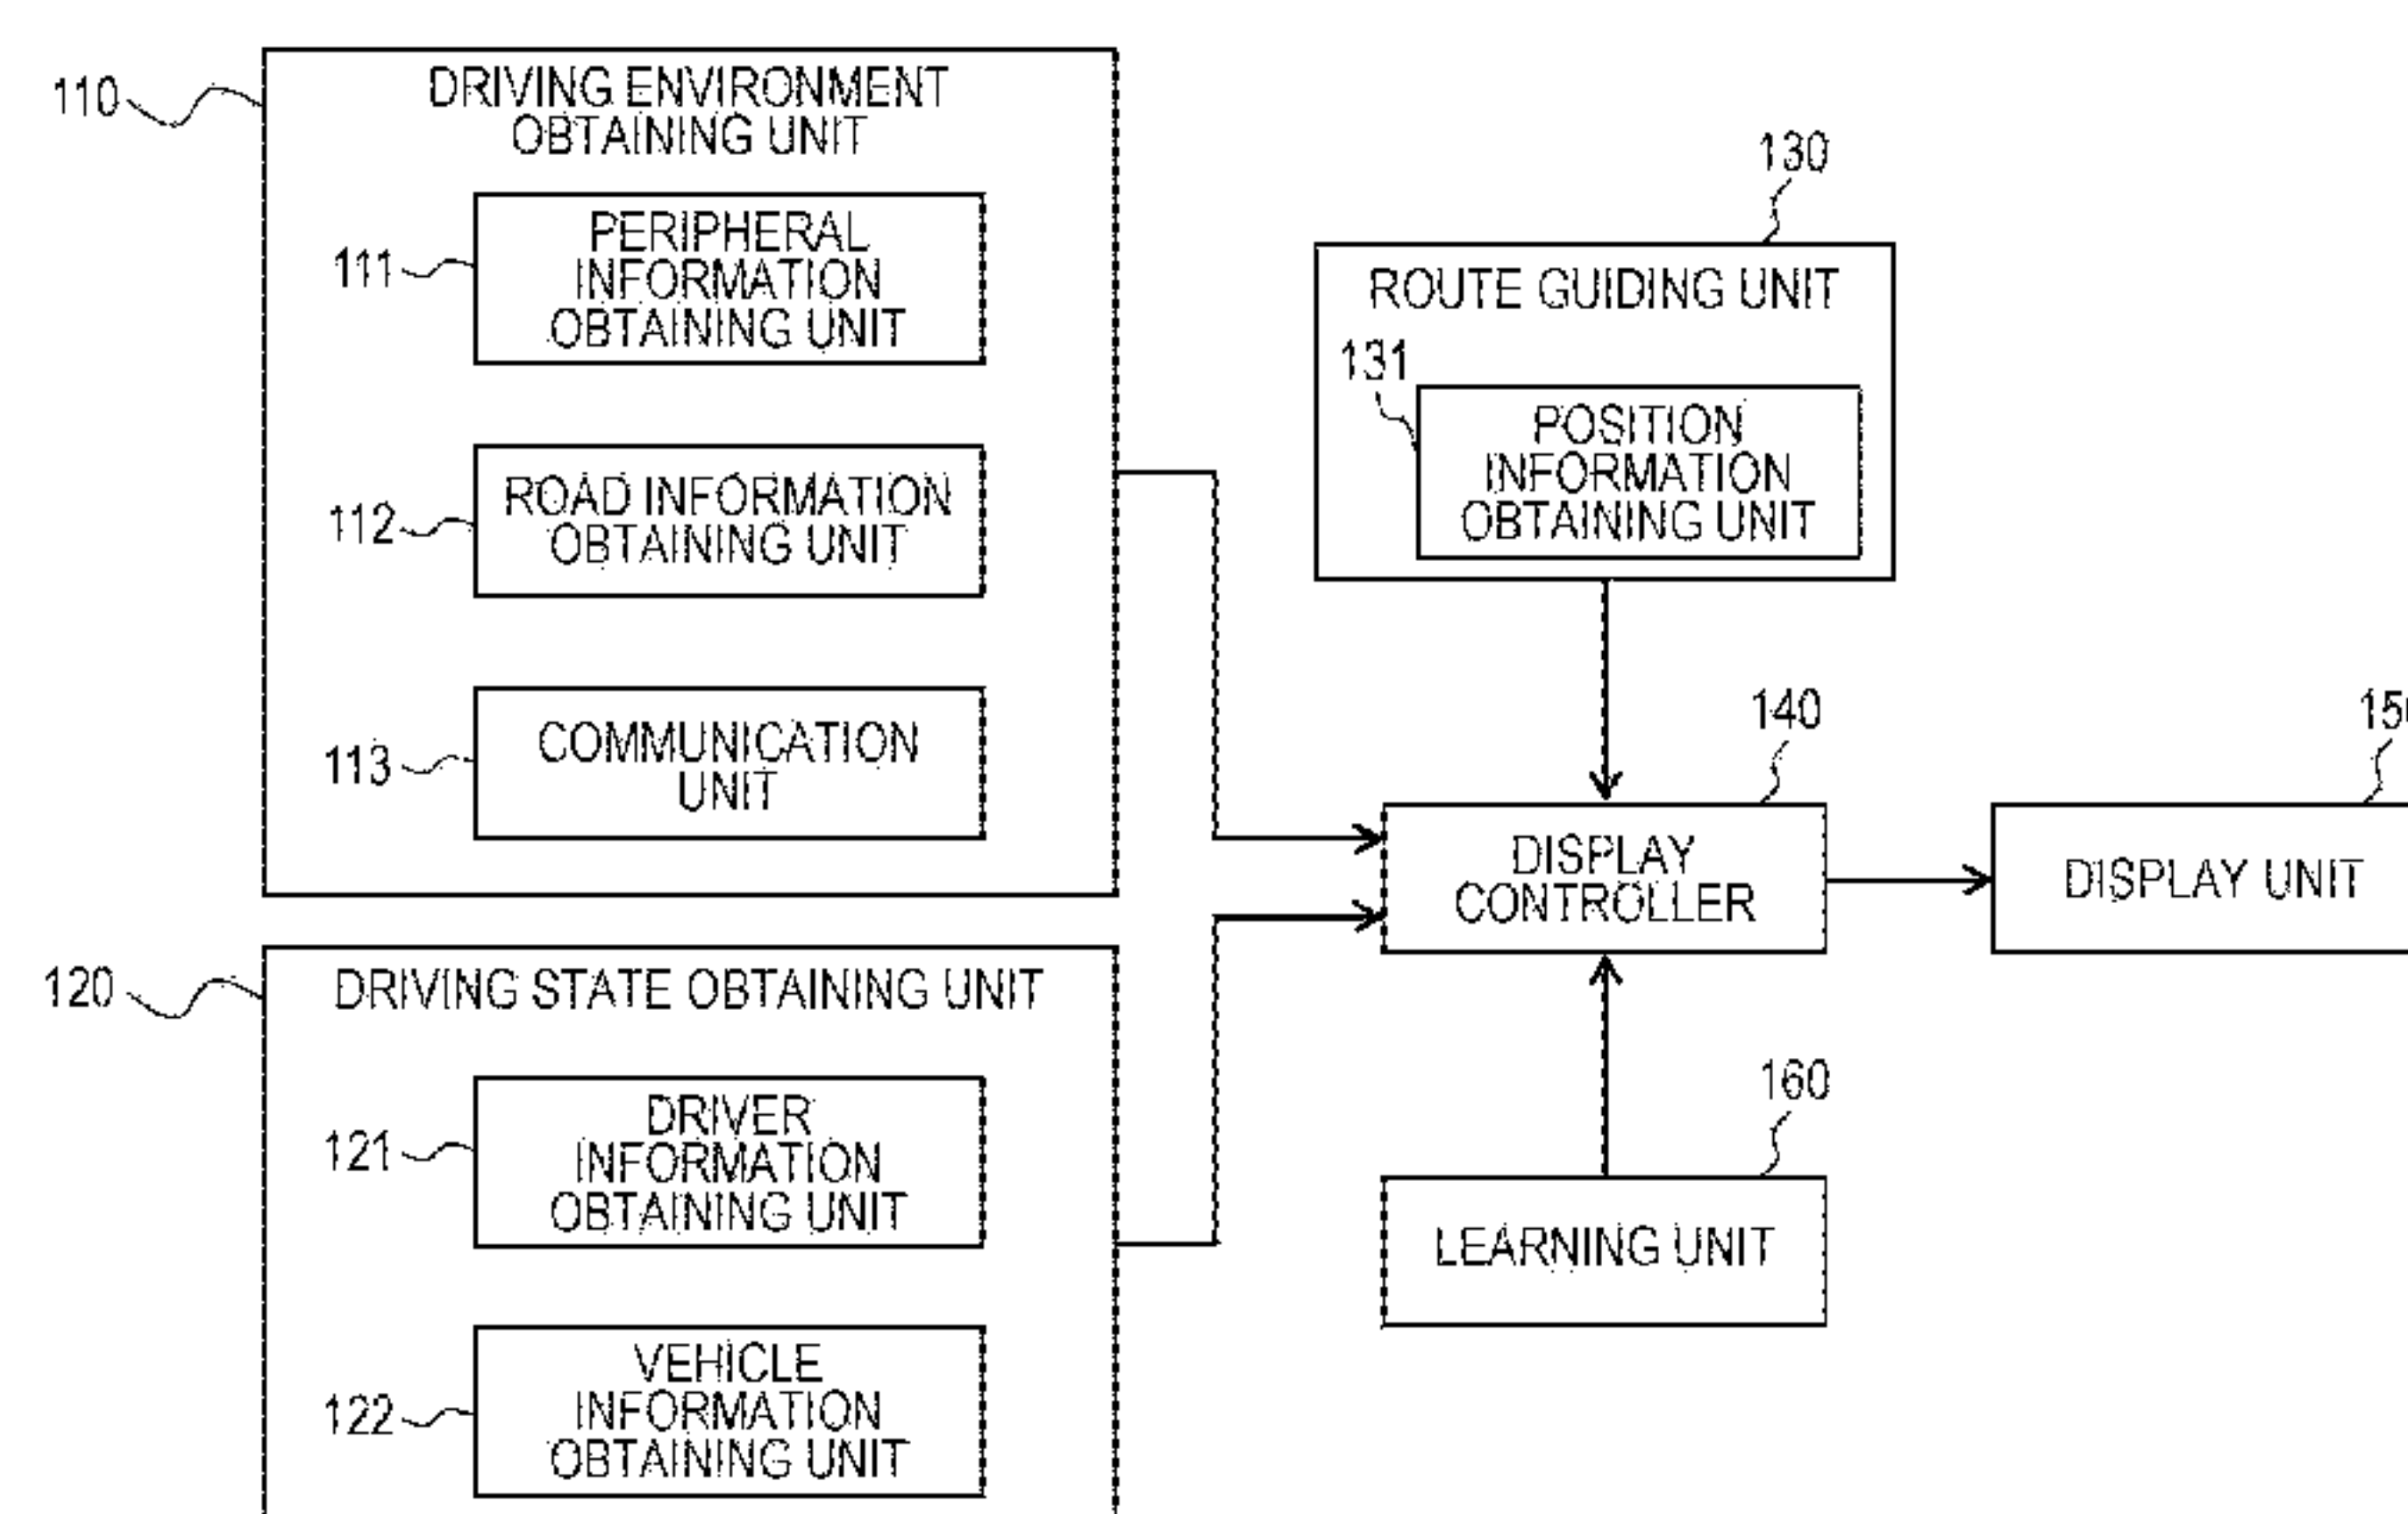 110
DRIVING ENVIRONMENT
OBTAINING UNIT
111
PERIPHERAL
INFORMATION
OBTAINING UNIT
112
ROAD INFORMATION
OBTAINING UNIT
113
COMMUNICATION
UNIT
120
DRIVING STATE OBTAINING UNIT
121
DRIVER
INFORMATION
OBTAINING UNIT
122
VEHICLE
INFORMATION
OBTAINING UNIT
130
ROUTE GUIDING UNIT
131
POSITION
INFORMATION
OBTAINING UNIT
140
DISPLAY
CONTROLLER
160
LEARNING UNIT
DISPLAY UNIT